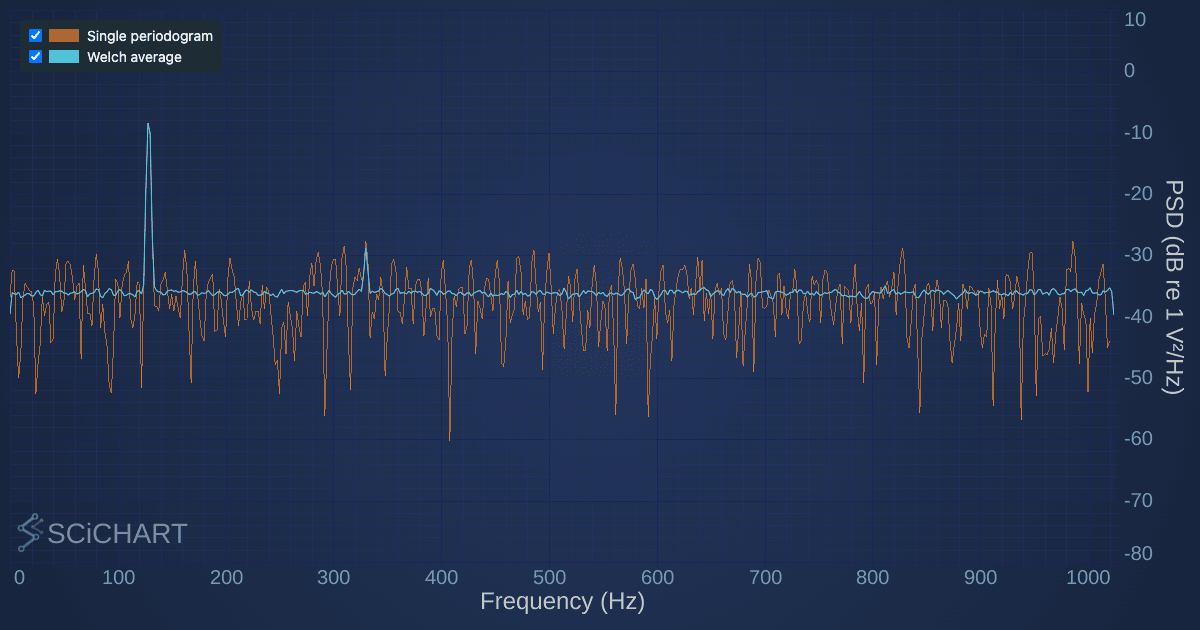 Single periodogram
Welch average
10
0
-10
-20
-30
-40
-50
-60
-70
-80
PSD (dB re 1 V²/Hz)
SCiCHART
0 100 200 300 400 500 600 700 800 900 1000
Frequency (Hz)